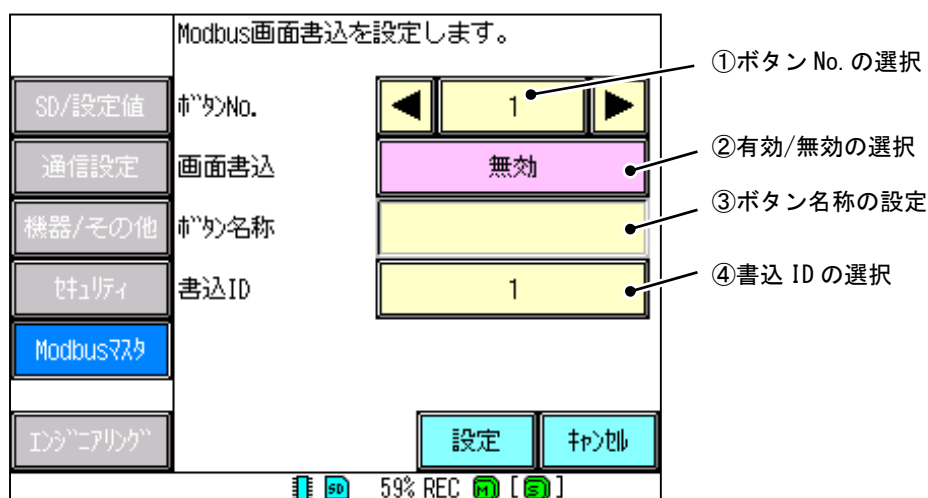 Modbus画面書込を設定します。
①ボタン No. の選択
SD/設定値
ﾎﾞﾀﾝNo.
1
②有効/無効の選択
通信設定
画面書込
無効
③ボタン名称の設定
機器/その他
ﾎﾞﾀﾝ名称
④書込 ID の選択
ｾｷｭﾘﾃｨ
書込ID
1
Modbusﾏｽﾀ
ｴﾝｼﾞﾆｱﾘﾝｸﾞ
設定
ｷｬﾝｾﾙ
SD 59% REC M [S]